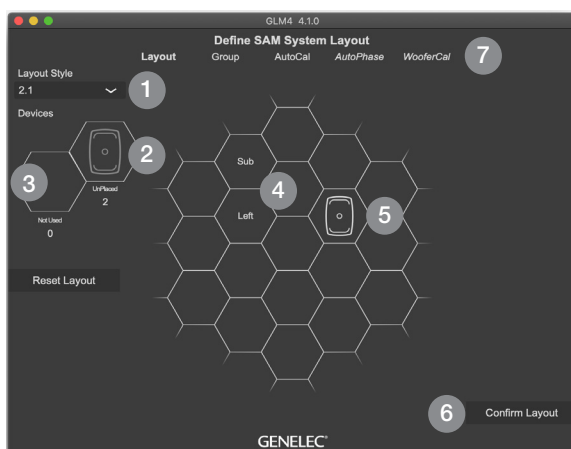 GLM4 4.1.0
Define SAM System Layout
Layout Group AutoCal AutoPhase WooferCal 7
Layout Style
2.1 1
Devices
2
3
UnPlaced
2
Not Used
0
Sub
4
Left
5
Reset Layout
6 Confirm Layout
GENELEC®